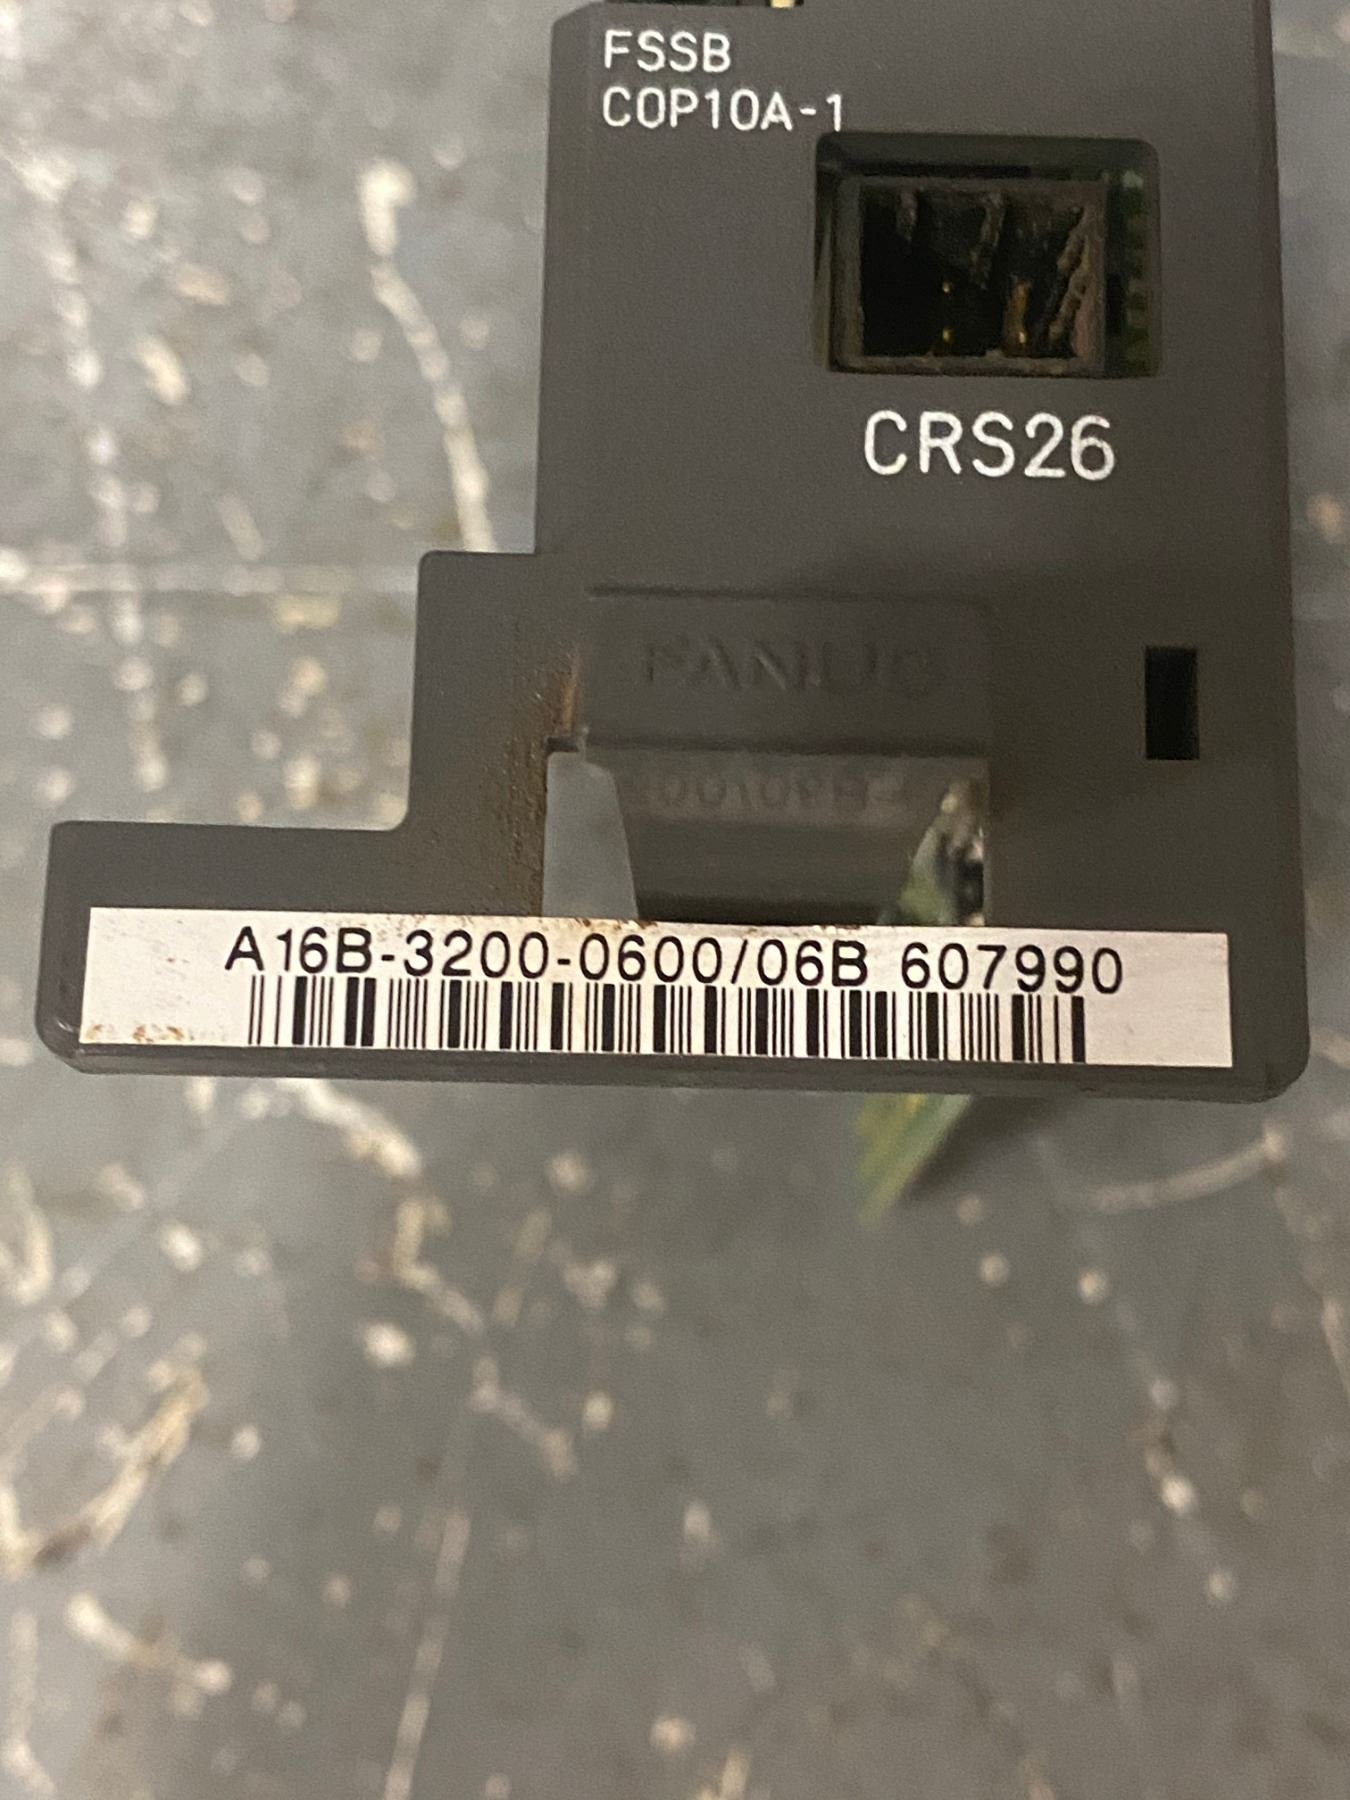 FSSB
COP10A-1
CRS26
FANUC
A16B-3200-0600/06B 607990